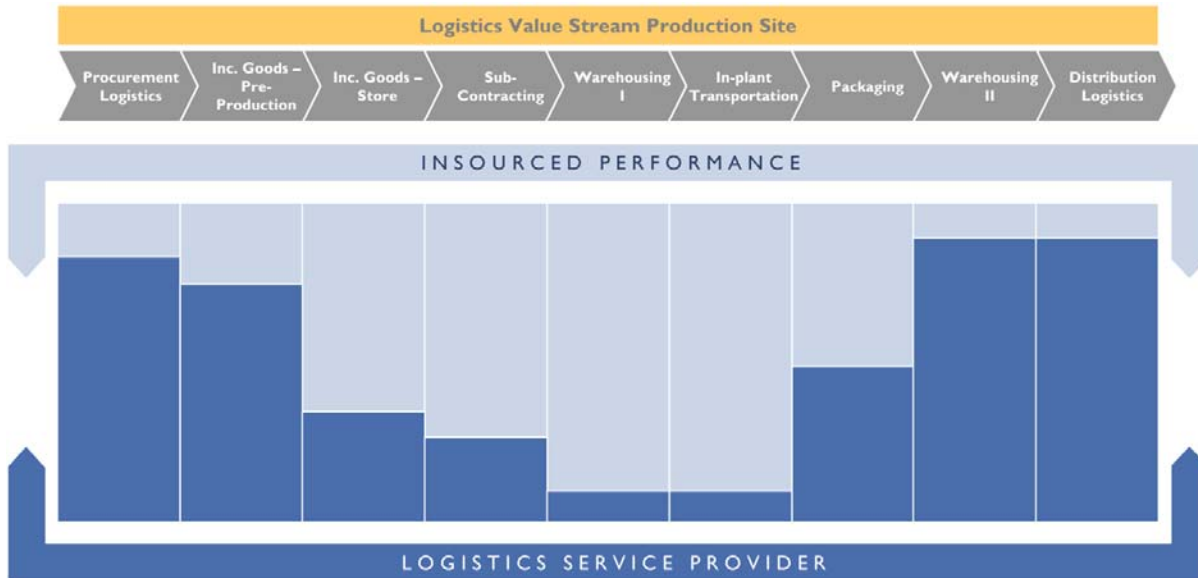 Logistics Value Stream Production Site
Procurement
Logistics
Inc. Goods –
Pre-
Production
Inc. Goods –
Store
Sub-
Contracting
Warehousing
I
In-plant
Transportation
Packaging
Warehousing
II
Distribution
Logistics
INSOURCED PERFORMANCE
LOGISTICS SERVICE PROVIDER